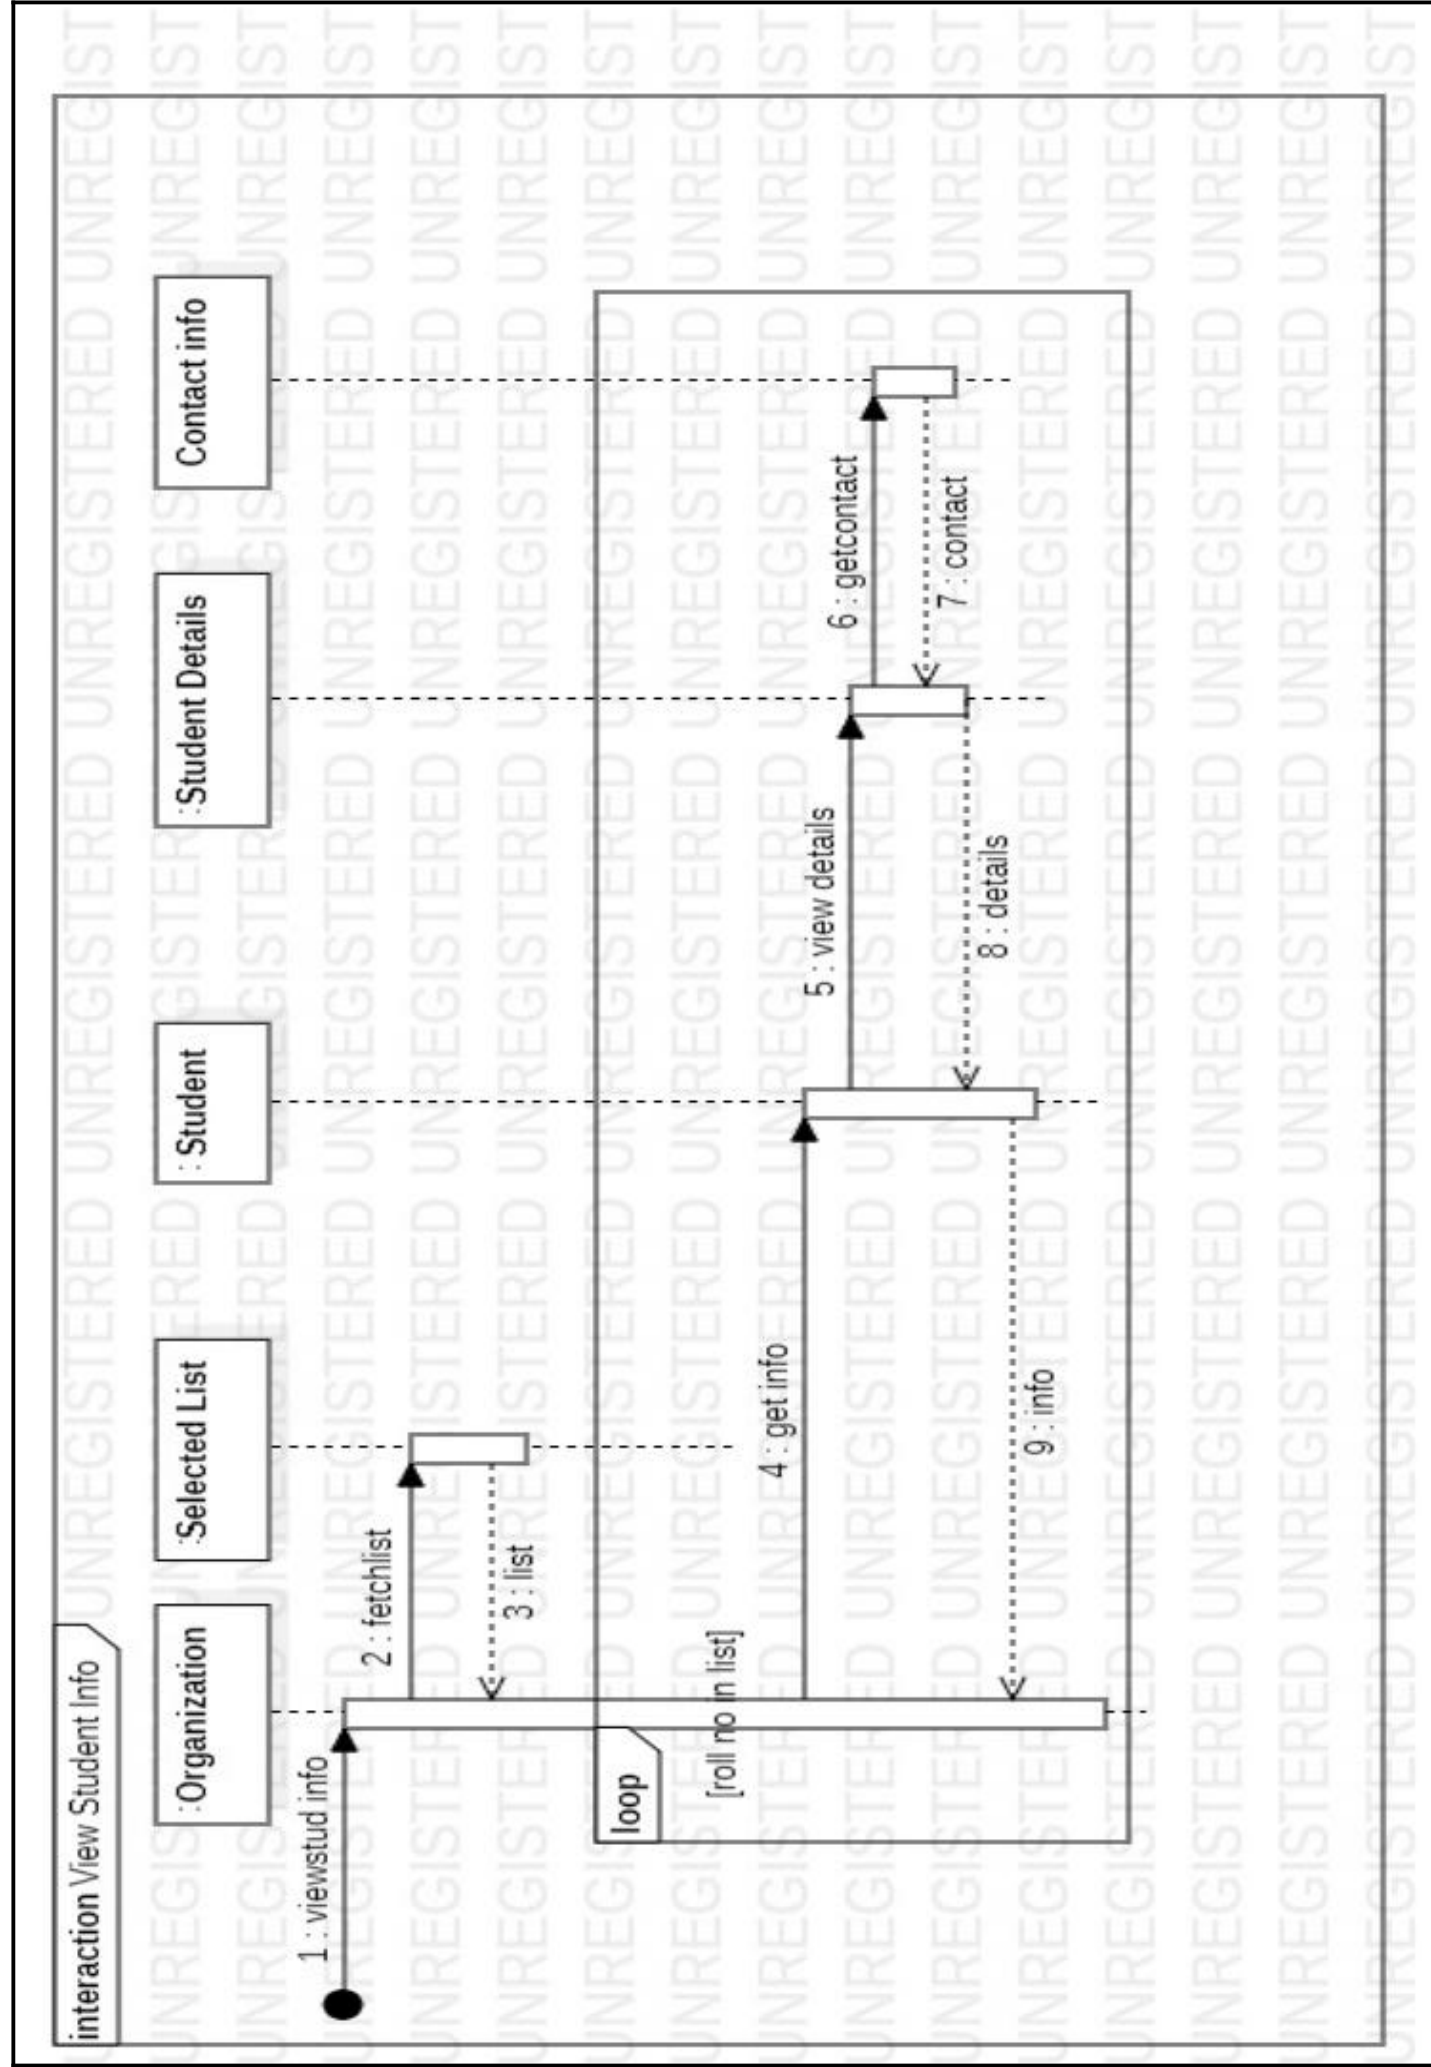 interaction View Student Info
:Organization
:Selected List
: Student
:Student Details
Contact info
1 : viewstud info
2 : fetchlist
3 : list
loop
[roll no in list]
4 : get info
5 : view details
6 : getcontact
7 : contact
8 : details
9 : info
UNREGISTERED